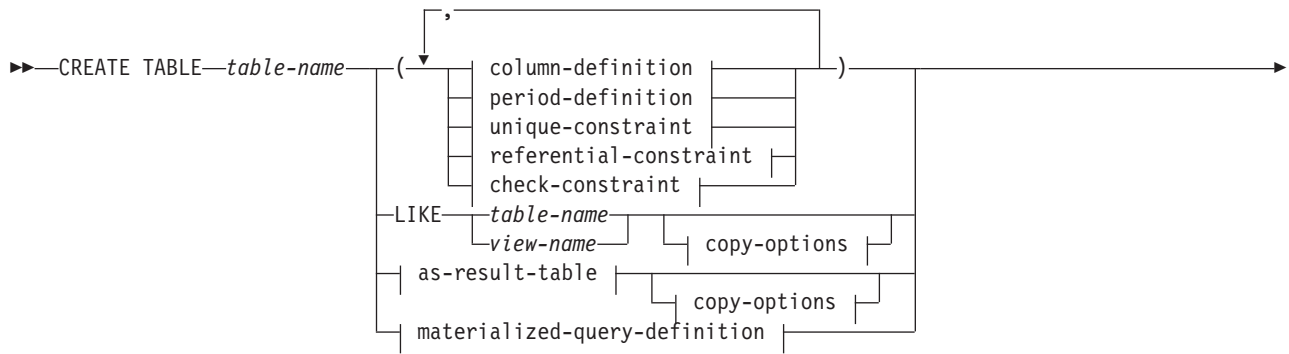 ,
CREATE TABLE table-name ( column-definition )
period-definition
unique-constraint
referential-constraint
check-constraint
LIKE table-name
view-name copy-options
as-result-table
copy-options
materialized-query-definition